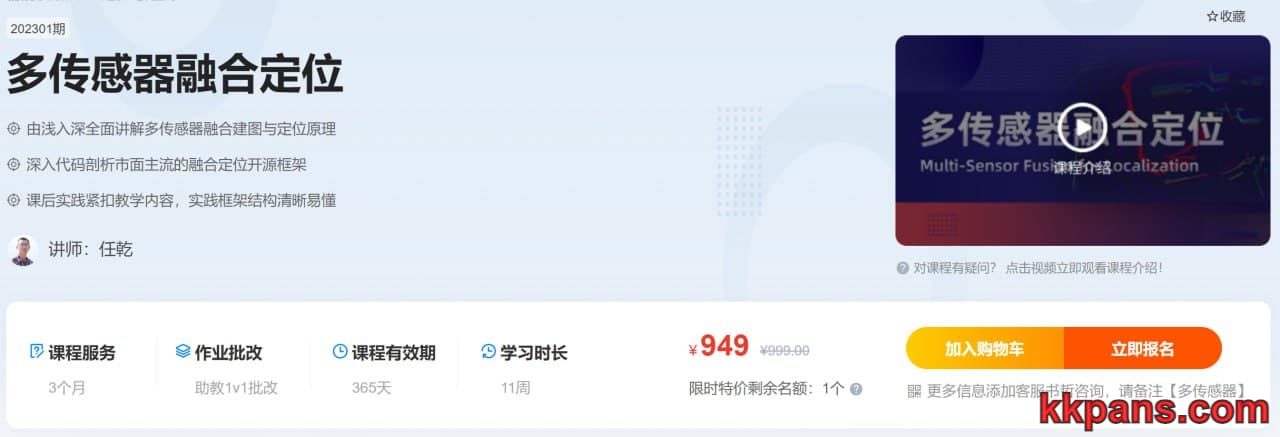 ☆收藏
202301期
多传感器融合定位
由浅入深全面讲解多传感器融合建图与定位原理
深入代码剖析市面主流的融合定位开源框架
课后实践紧扣教学内容，实践框架结构清晰易懂
讲师：任乾
多传感器融合定位
Multi-Sensor Fusion Localization
课程介绍
对课程有疑问？ 点击视频立即观看课程介绍！
课程服务
3个月
作业批改
助教1v1批改
课程有效期
365天
学习时长
11周
¥949 ¥999.00
限时特价剩余名额：1个
加入购物车
立即报名
更多信息添加客服书哲咨询，请备注【多传感器】
kkpans.com